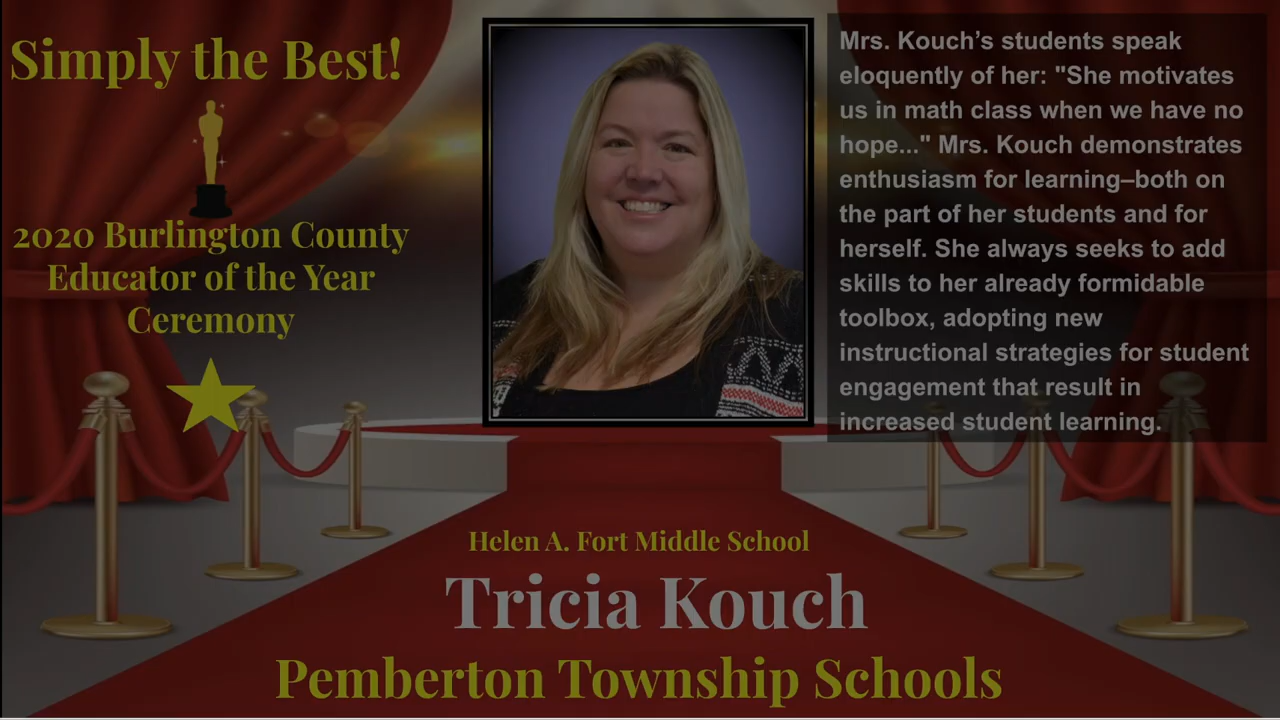 Simply the Best!
2020 Burlington County
Educator of the Year
Ceremony
Mrs. Kouch’s students speak
eloquently of her: "She motivates
us in math class when we have no
hope..." Mrs. Kouch demonstrates
enthusiasm for learning–both on
the part of her students and for
herself. She always seeks to add
skills to her already formidable
toolbox, adopting new
instructional strategies for student
engagement that result in
increased student learning.
Helen A. Fort Middle School
Tricia Kouch
Pemberton Township Schools